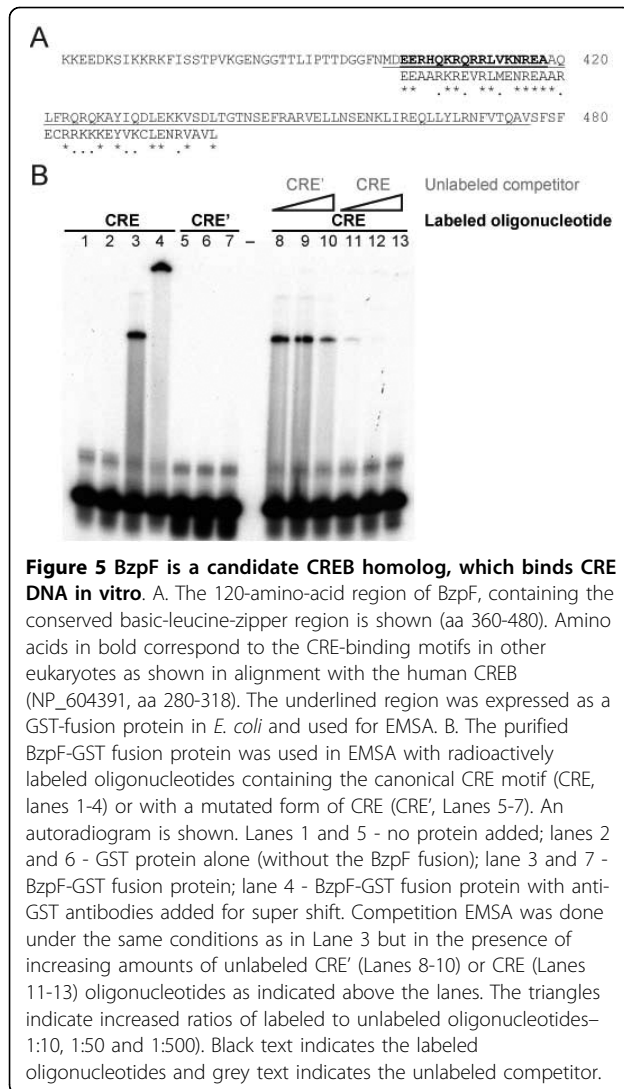 A
KKEEDKSIKKRKFISSTPVKGENGGTTLIPTTDGGFNMDEERHQKRQRRLVKNREAAQ 420
EEAARKREVRLMENREAAR
** .**. **. *****.
LFRQRQKAYIQDLEKKVSDLTGTNSEFRARVELLNSENKLIREQLLYLRNFVTQAVSFSF 480
ECRRKKKEYVKCLENRVAVL
*...*.. ** .* *
B
CRE' CRE Unlabeled competitor
CRE CRE' CRE Labeled oligonucleotide
1 2 3 4 5 6 7 – 8 9 10 11 12 13
Figure 5 BzpF is a candidate CREB homolog, which binds CRE
DNA in vitro. A. The 120-amino-acid region of BzpF, containing the
conserved basic-leucine-zipper region is shown (aa 360-480). Amino
acids in bold correspond to the CRE-binding motifs in other
eukaryotes as shown in alignment with the human CREB
(NP_604391, aa 280-318). The underlined region was expressed as a
GST-fusion protein in E. coli and used for EMSA. B. The purified
BzpF-GST fusion protein was used in EMSA with radioactively
labeled oligonucleotides containing the canonical CRE motif (CRE,
lanes 1-4) or with a mutated form of CRE (CRE', Lanes 5-7). An
autoradiogram is shown. Lanes 1 and 5 - no protein added; lanes 2
and 6 - GST protein alone (without the BzpF fusion); lane 3 and 7 -
BzpF-GST fusion protein; lane 4 - BzpF-GST fusion protein with anti-
GST antibodies added for super shift. Competition EMSA was done
under the same conditions as in Lane 3 but in the presence of
increasing amounts of unlabeled CRE' (Lanes 8-10) or CRE (Lanes
11-13) oligonucleotides as indicated above the lanes. The triangles
indicate increased ratios of labeled to unlabeled oligonucleotides–
1:10, 1:50 and 1:500). Black text indicates the labeled
oligonucleotides and grey text indicates the unlabeled competitor.